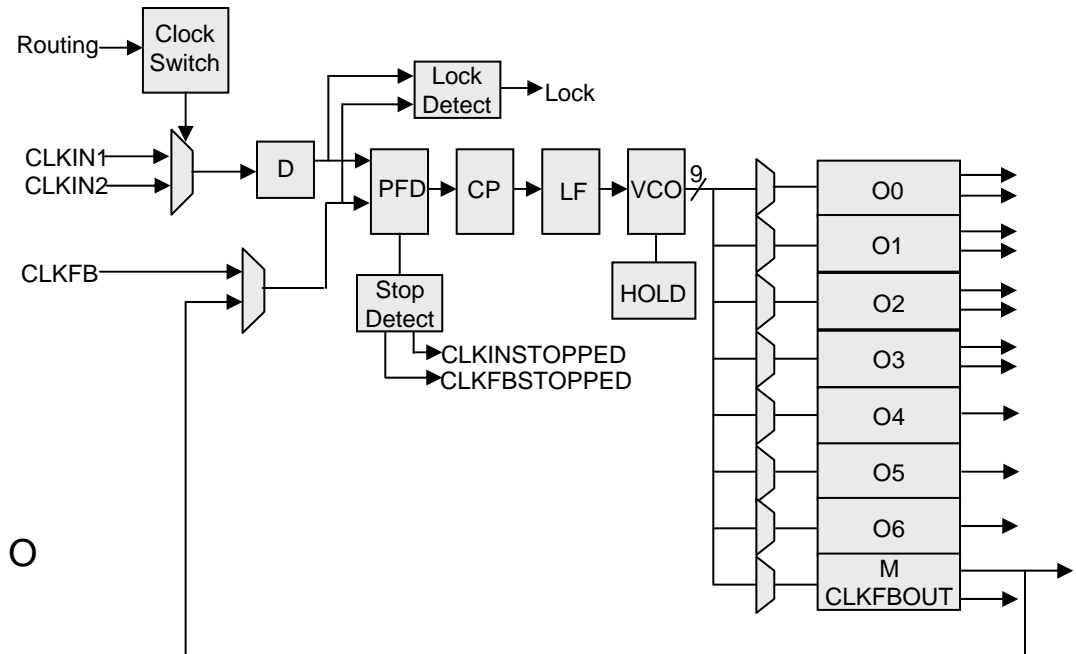 Routing
Clock
Switch
Lock
Detect
Lock
CLKIN1
CLKIN2
D
PFD
CP
LF
VCO
9
O0
O1
CLKFB
Stop
Detect
HOLD
O2
CLKINSTOPPED
CLKFBSTOPPED
O3
O4
O5
O6
O
M
CLKFBOUT